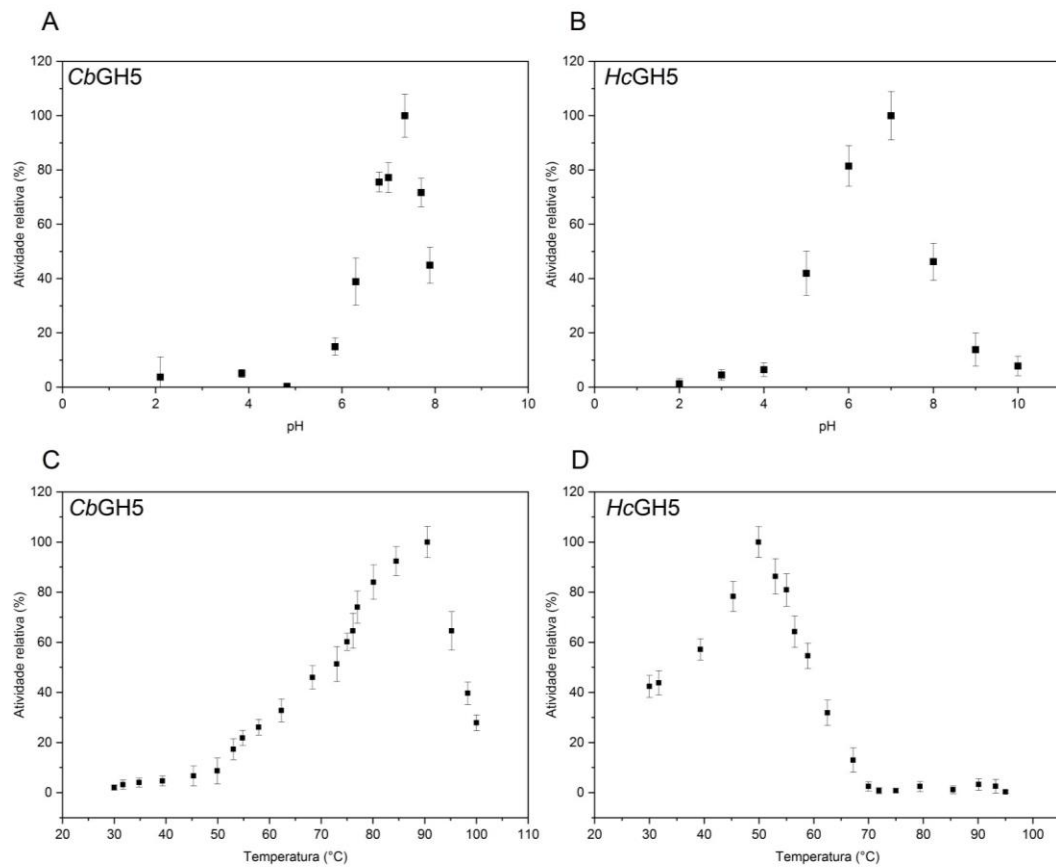 A
CbGH5
Atividade relativa (%)
120
100
80
60
40
20
0
0 2 4 6 8 10
pH
B
HcGH5
Atividade relativa (%)
120
100
80
60
40
20
0
0 2 4 6 8 10
pH
C
CbGH5
Atividade relativa (%)
120
100
80
60
40
20
0
20 30 40 50 60 70 80 90 100 110
Temperatura (°C)
D
HcGH5
Atividade relativa (%)
120
100
80
60
40
20
0
20 30 40 50 60 70 80 90 100
Temperatura (°C)